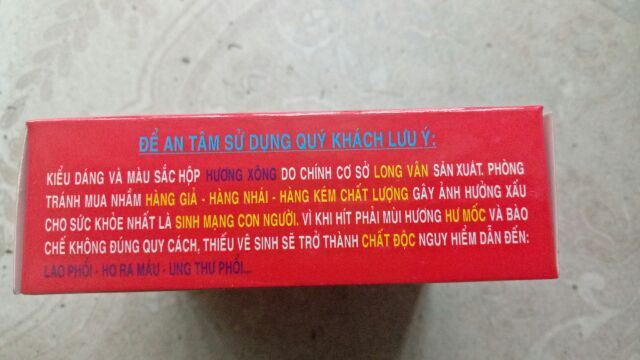 ĐỂ AN TÂM SỬ DỤNG QUÝ KHÁCH LƯU Ý:
KIỂU DÁNG VÀ MÀU SẮC HỘP HƯƠNG XÔNG DO CHÍNH CƠ SỞ LONG VÂN SẢN XUẤT. PHÒNG
TRÁNH MUA NHẦM HÀNG GIẢ - HÀNG NHÁI - HÀNG KÉM CHẤT LƯỢNG GÂY ẢNH HƯỞNG XẤU
CHO SỨC KHỎE NHẤT LÀ SINH MẠNG CON NGƯỜI. VÌ KHI HÍT PHẢI MÙI HƯƠNG HƯ MỐC VÀ BÀO
CHẾ KHÔNG ĐÚNG QUY CÁCH, THIẾU VỆ SINH SẼ TRỞ THÀNH CHẤT ĐỘC NGUY HIỂM DẪN ĐẾN:
LAO PHỔI - HO RA MÁU - UNG THƯ PHỔI...